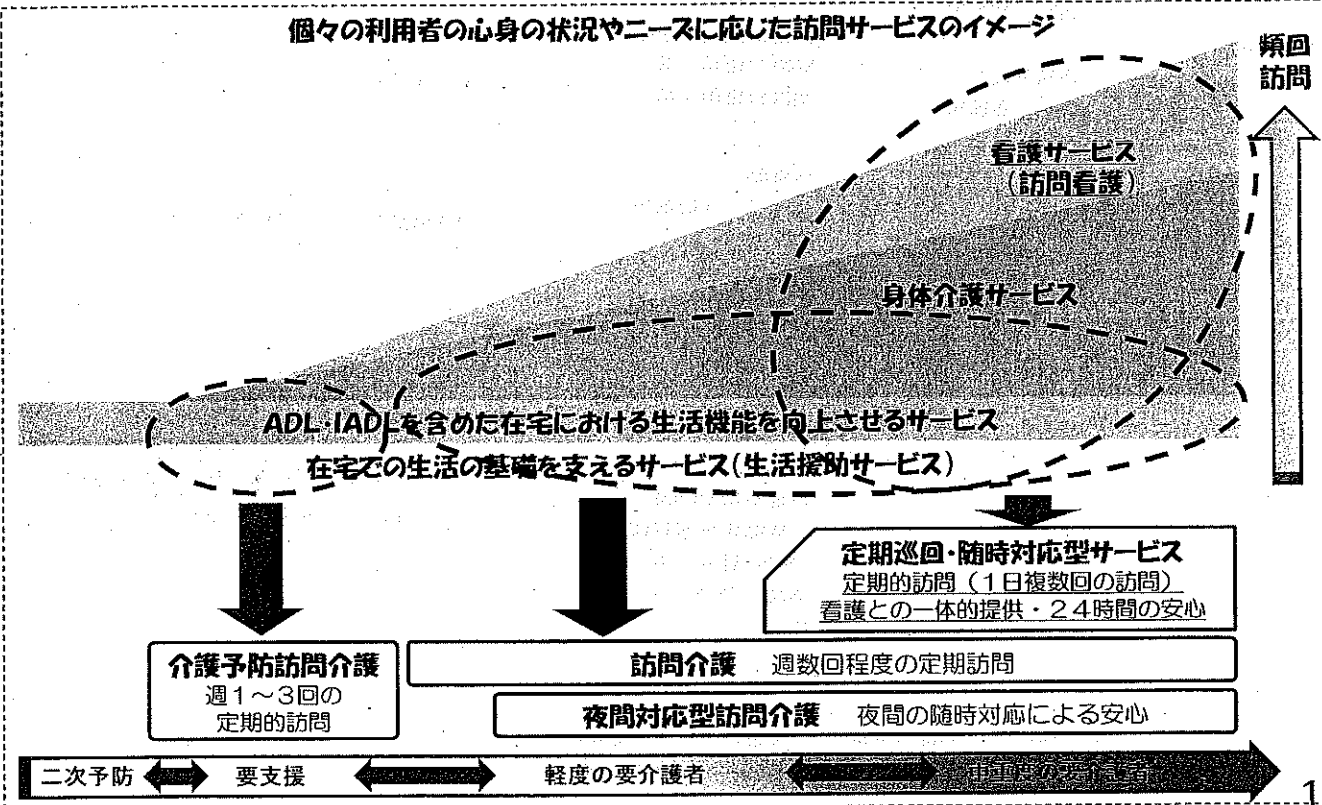 個々の利用者の心身の状況やニーズに応じた訪問サービスのイメージ
頻回
訪問
看護サービス
（訪問看護）
身体介護サービス
ADL・IADLを含めた在宅における生活機能を向上させるサービス
在宅での生活の基礎を支えるサービス(生活援助サービス)
定期巡回・随時対応型サービス
定期的訪問（１日複数回の訪問）
看護との一体的提供・２４時間の安心
介護予防訪問介護
週１～３回の
定期的訪問
訪問介護　週数回程度の定期訪問
夜間対応型訪問介護　夜間の随時対応による安心
二次予防　要支援　軽度の要介護者　中重度の要介護者
1